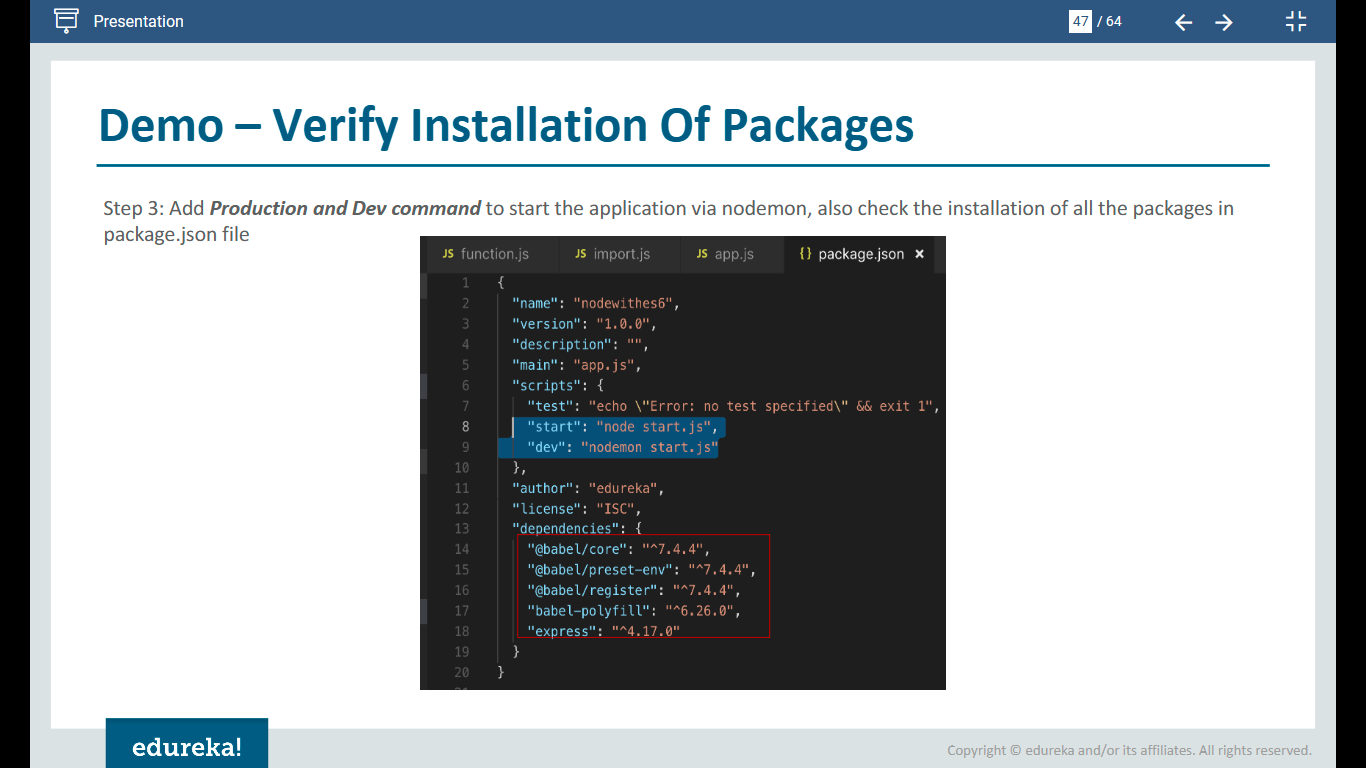 Presentation
47 / 64
Demo – Verify Installation Of Packages
Step 3: Add Production and Dev command to start the application via nodemon, also check the installation of all the packages in
package.json file
JS function.js JS import.js JS app.js {} package.json ×
1 {
2 "name": "nodewithes6",
3 "version": "1.0.0",
4 "description": "",
5 "main": "app.js",
6 "scripts": {
7 "test": "echo \"Error: no test specified\" && exit 1",
8 "start": "node start.js",
9 "dev": "nodemon start.js"
10 },
11 "author": "edureka",
12 "license": "ISC",
13 "dependencies": {
14 "@babel/core": "^7.4.4",
15 "@babel/preset-env": "^7.4.4",
16 "@babel/register": "^7.4.4",
17 "babel-polyfill": "^6.26.0",
18 "express": "^4.17.0"
19 }
20 }
edureka!
Copyright © edureka and/or its affiliates. All rights reserved.